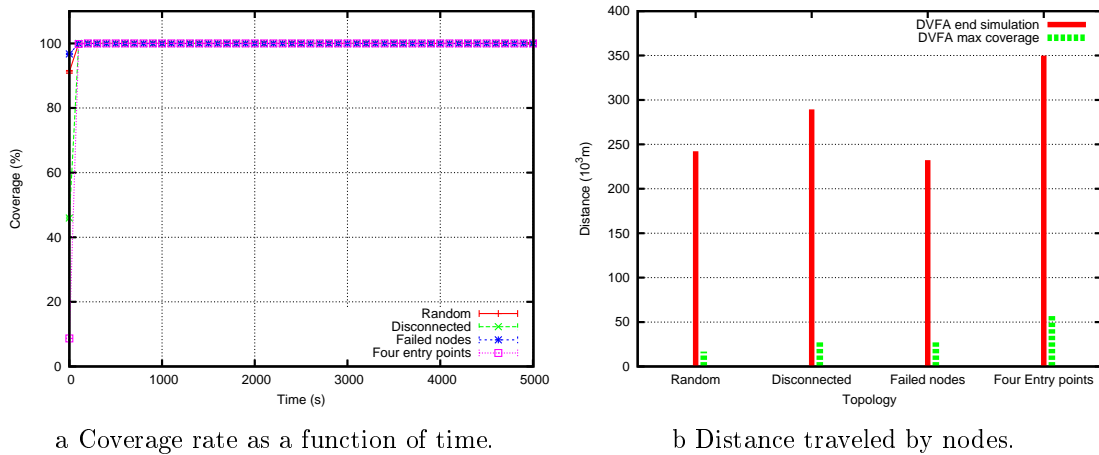 100
80
60
40
20
0
Coverage (%)
0 1000 2000 3000 4000 5000
Time (s)
Random
Disconnected
Failed nodes
Four entry points
a Coverage rate as a function of time.
400
350
300
250
200
150
100
50
0
Distance (10³m)
DVFA end simulation
DVFA max coverage
Random Disconnected Failed nodes Four Entry points
Topology
b Distance traveled by nodes.